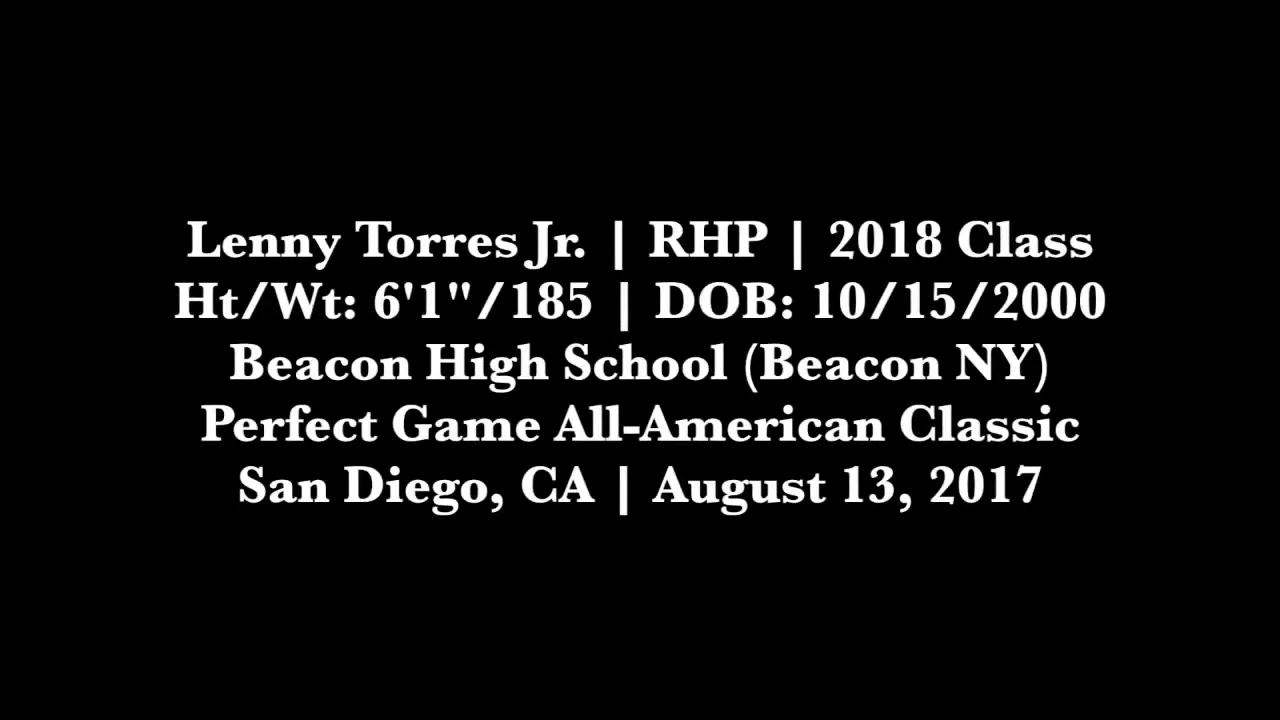 Lenny Torres Jr. | RHP | 2018 Class
Ht/Wt: 6'1"/185 | DOB: 10/15/2000
Beacon High School (Beacon NY)
Perfect Game All-American Classic
San Diego, CA | August 13, 2017